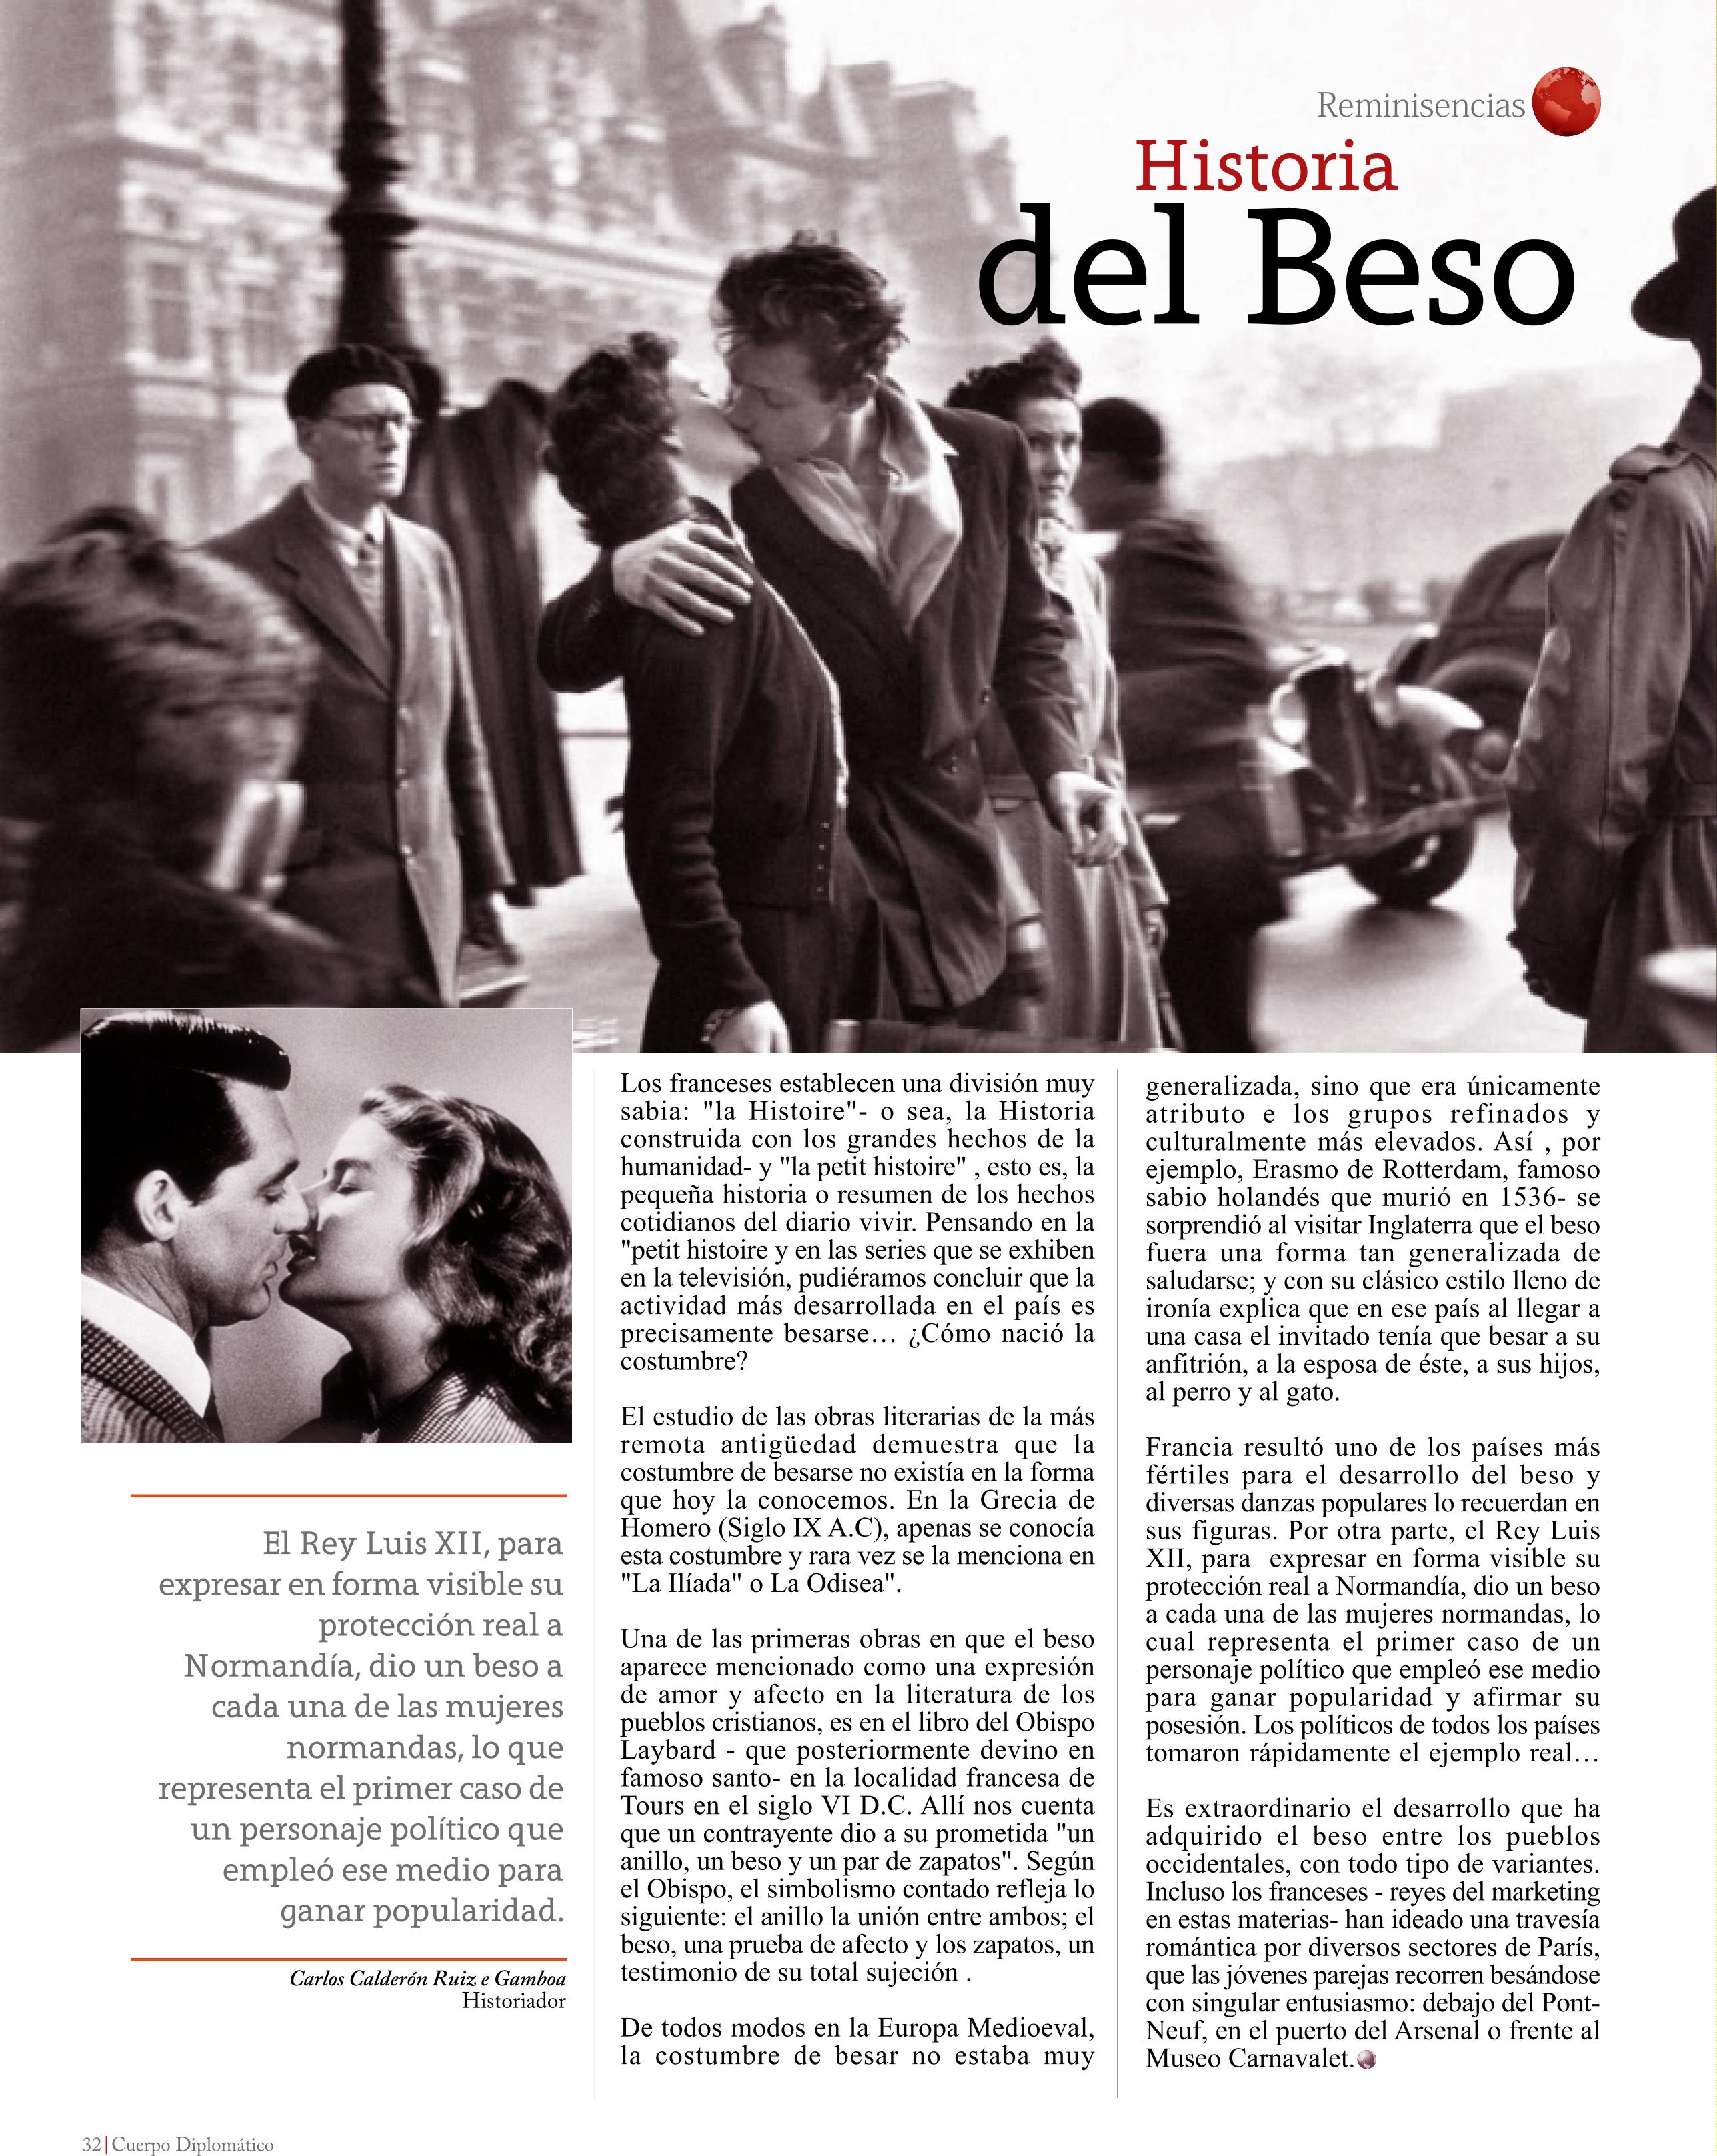 Reminisencias
Historia
del Beso
El Rey Luis XII, para
expresar en forma visible su
protección real a
Normandía, dio un beso a
cada una de las mujeres
normandas, lo que
representa el primer caso de
un personaje político que
empleó ese medio para
ganar popularidad.
Carlos Calderón Ruiz e Gamboa
Historiador
Los franceses establecen una división muy
sabia: "la Histoire"- o sea, la Historia
construida con los grandes hechos de la
humanidad- y "la petit histoire" , esto es, la
pequeña historia o resumen de los hechos
cotidianos del diario vivir. Pensando en la
"petit histoire y en las series que se exhiben
en la televisión, pudiéramos concluir que la
actividad más desarrollada en el país es
precisamente besarse… ¿Cómo nació la
costumbre?
El estudio de las obras literarias de la más
remota antigüedad demuestra que la
costumbre de besarse no existía en la forma
que hoy la conocemos. En la Grecia de
Homero (Siglo IX A.C), apenas se conocía
esta costumbre y rara vez se la menciona en
"La Ilíada" o La Odisea".
Una de las primeras obras en que el beso
aparece mencionado como una expresión
de amor y afecto en la literatura de los
pueblos cristianos, es en el libro del Obispo
Laybard - que posteriormente devino en
famoso santo- en la localidad francesa de
Tours en el siglo VI D.C. Allí nos cuenta
que un contrayente dio a su prometida "un
anillo, un beso y un par de zapatos". Según
el Obispo, el simbolismo contado refleja lo
siguiente: el anillo la unión entre ambos; el
beso, una prueba de afecto y los zapatos, un
testimonio de su total sujeción .
De todos modos en la Europa Medioeval,
la costumbre de besar no estaba muy
generalizada, sino que era únicamente
atributo e los grupos refinados y
culturalmente más elevados. Así , por
ejemplo, Erasmo de Rotterdam, famoso
sabio holandés que murió en 1536- se
sorprendió al visitar Inglaterra que el beso
fuera una forma tan generalizada de
saludarse; y con su clásico estilo lleno de
ironía explica que en ese país al llegar a
una casa el invitado tenía que besar a su
anfitrión, a la esposa de éste, a sus hijos,
al perro y al gato.
Francia resultó uno de los países más
fértiles para el desarrollo del beso y
diversas danzas populares lo recuerdan en
sus figuras. Por otra parte, el Rey Luis
XII, para  expresar en forma visible su
protección real a Normandía, dio un beso
a cada una de las mujeres normandas, lo
cual representa el primer caso de un
personaje político que empleó ese medio
para ganar popularidad y afirmar su
posesión. Los políticos de todos los países
tomaron rápidamente el ejemplo real…
Es extraordinario el desarrollo que ha
adquirido el beso entre los pueblos
occidentales, con todo tipo de variantes.
Incluso los franceses - reyes del marketing
en estas materias- han ideado una travesía
romántica por diversos sectores de París,
que las jóvenes parejas recorren besándose
con singular entusiasmo: debajo del Pont-
Neuf, en el puerto del Arsenal o frente al
Museo Carnavalet.
32|Cuerpo Diplomático